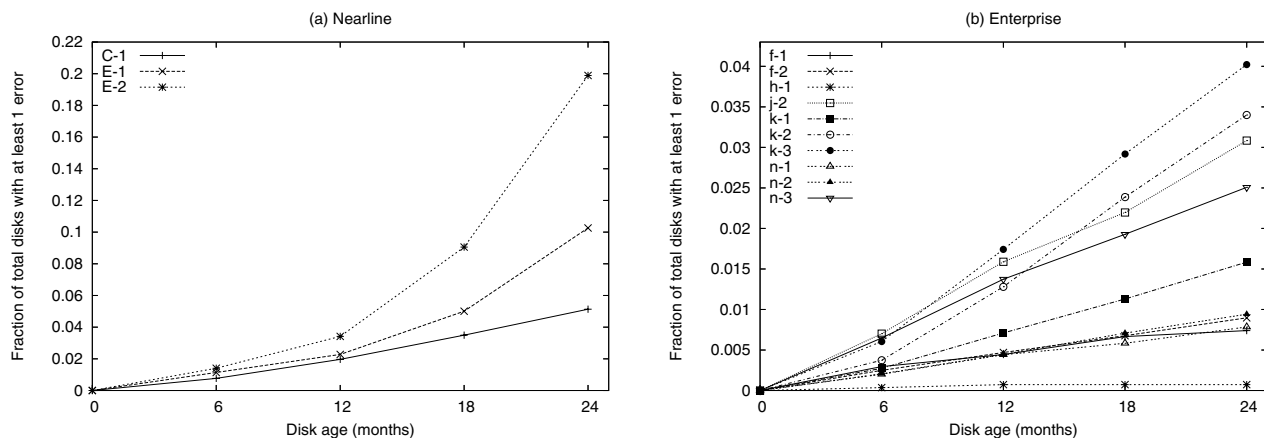 (a) Nearline
0.22
0.2
0.18
0.16
0.14
0.12
0.1
0.08
0.06
0.04
0.02
0
Fraction of total disks with at least 1 error
C-1
E-1
E-2
0 6 12 18 24
Disk age (months)
(b) Enterprise
0.04
0.035
0.03
0.025
0.02
0.015
0.01
0.005
0
Fraction of total disks with at least 1 error
f-1
f-2
h-1
j-2
k-1
k-2
k-3
n-1
n-2
n-3
0 6 12 18 24
Disk age (months)